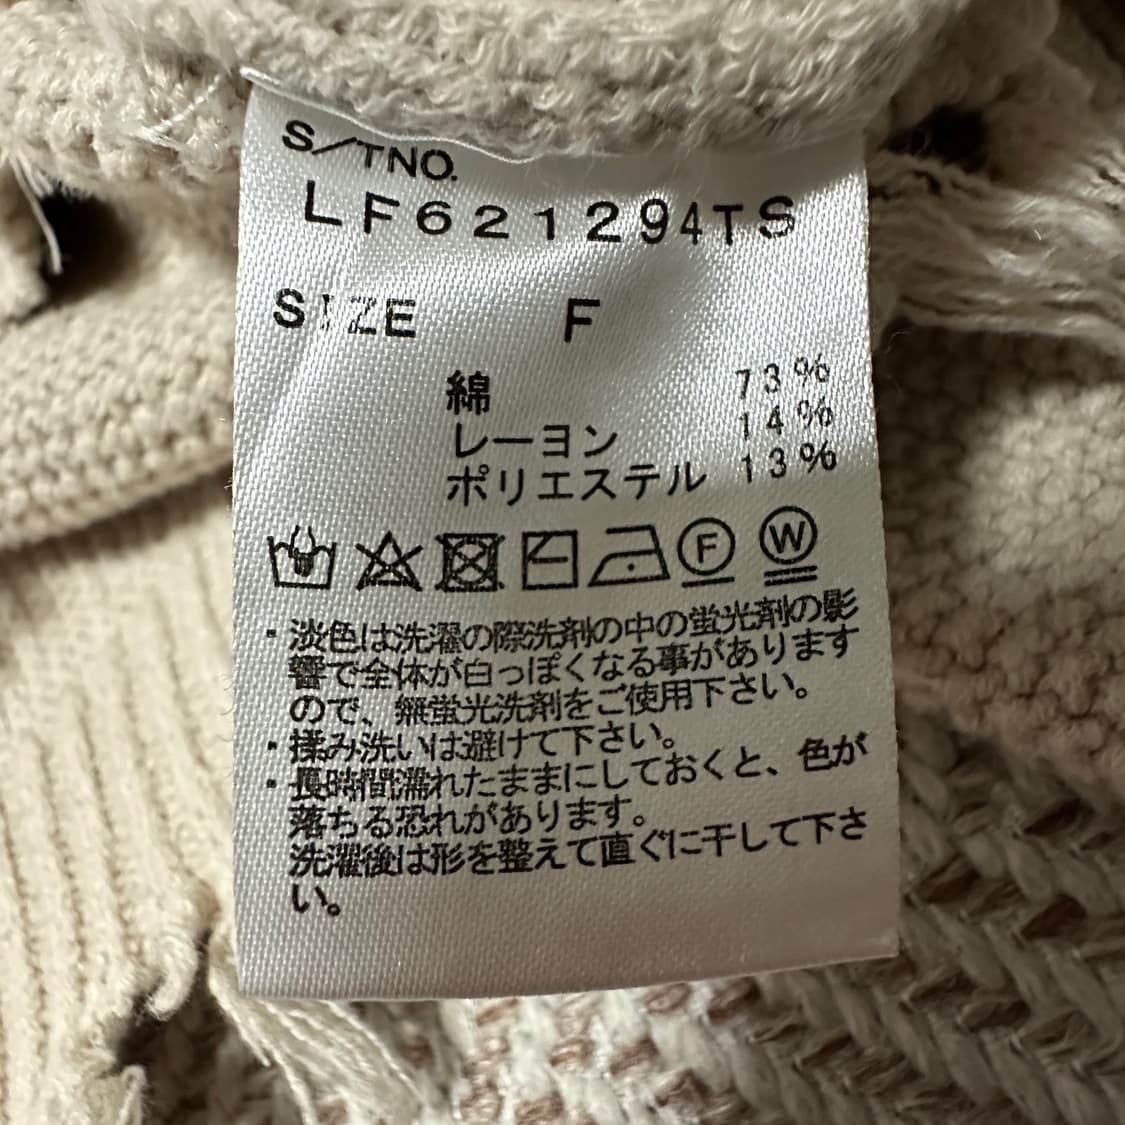 S/TNO.
LF621294TS
SIZE F
綿 73%
レーヨン 14%
ポリエステル 13%
F W
・淡色は洗濯の際洗剤の中の蛍光剤の影
響で全体が白っぽくなる事があります
ので、無蛍光洗剤をご使用下さい。
・揉み洗いは避けて下さい。
・長時間濡れたままにしておくと、色が
落ちる恐れがあります。
洗濯後は形を整えて直ぐに干して下さ
い。